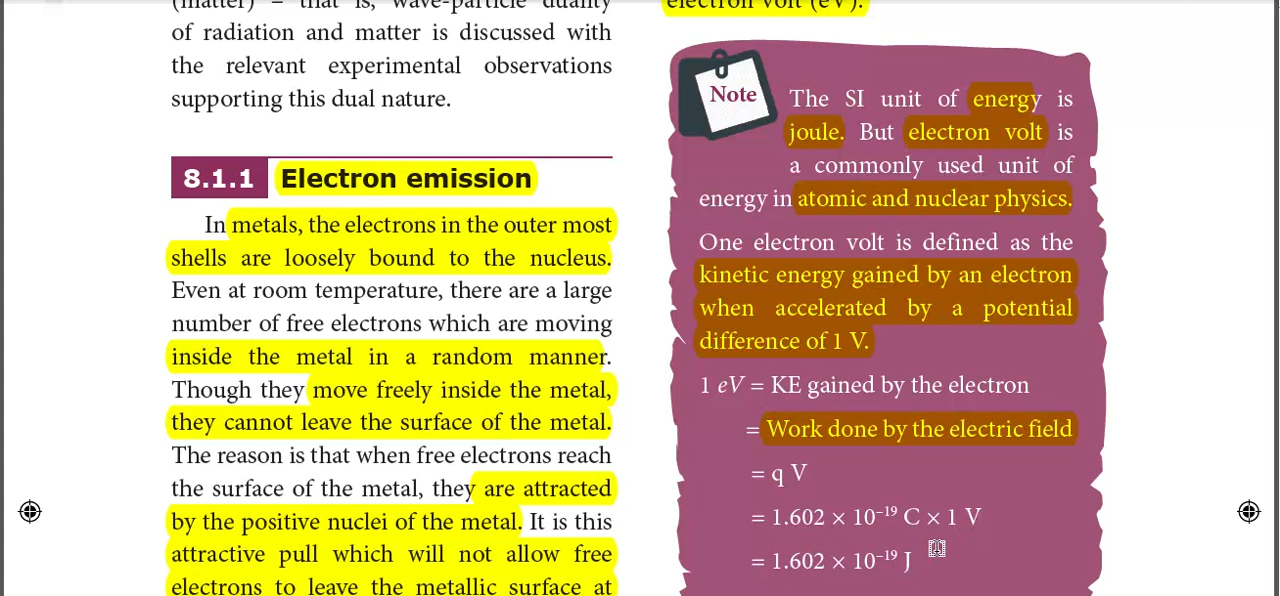 (matter) – that is, wave-particle duality
of radiation and matter is discussed with
the relevant experimental observations
supporting this dual nature.
8.1.1 Electron emission
In metals, the electrons in the outer most
shells are loosely bound to the nucleus.
Even at room temperature, there are a large
number of free electrons which are moving
inside the metal in a random manner.
Though they move freely inside the metal,
they cannot leave the surface of the metal.
The reason is that when free electrons reach
the surface of the metal, they are attracted
by the positive nuclei of the metal. It is this
attractive pull which will not allow free
electrons to leave the metallic surface at
electron volt (eV).
Note
The SI unit of energy is
joule. But electron volt is
a commonly used unit of
energy in atomic and nuclear physics.
One electron volt is defined as the
kinetic energy gained by an electron
when accelerated by a potential
difference of 1 V.
1 eV = KE gained by the electron
= Work done by the electric field
= q V
= 1.602 × 10⁻¹⁹ C × 1 V
= 1.602 × 10⁻¹⁹ J